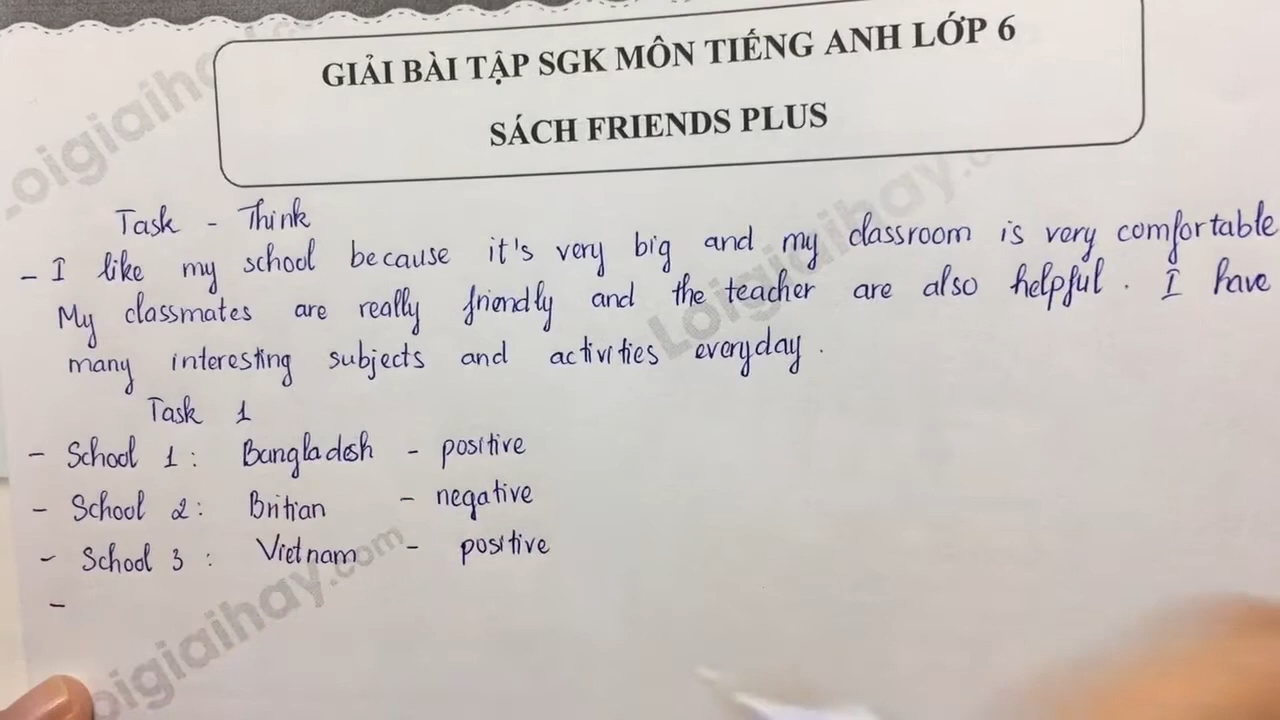 GIẢI BÀI TẬP SGK MÔN TIẾNG ANH LỚP 6
SÁCH FRIENDS PLUS
Task - Think
- I like my school because it's very big and my classroom is very comfortable
My classmates are really friendly and the teacher are also helpful. I have
many interesting subjects and activities everyday.
Task 1
- School 1: Bangladesh - positive
- School 2: Britian - negative
- School 3: Vietnam - positive
-
Loigiaihay.com